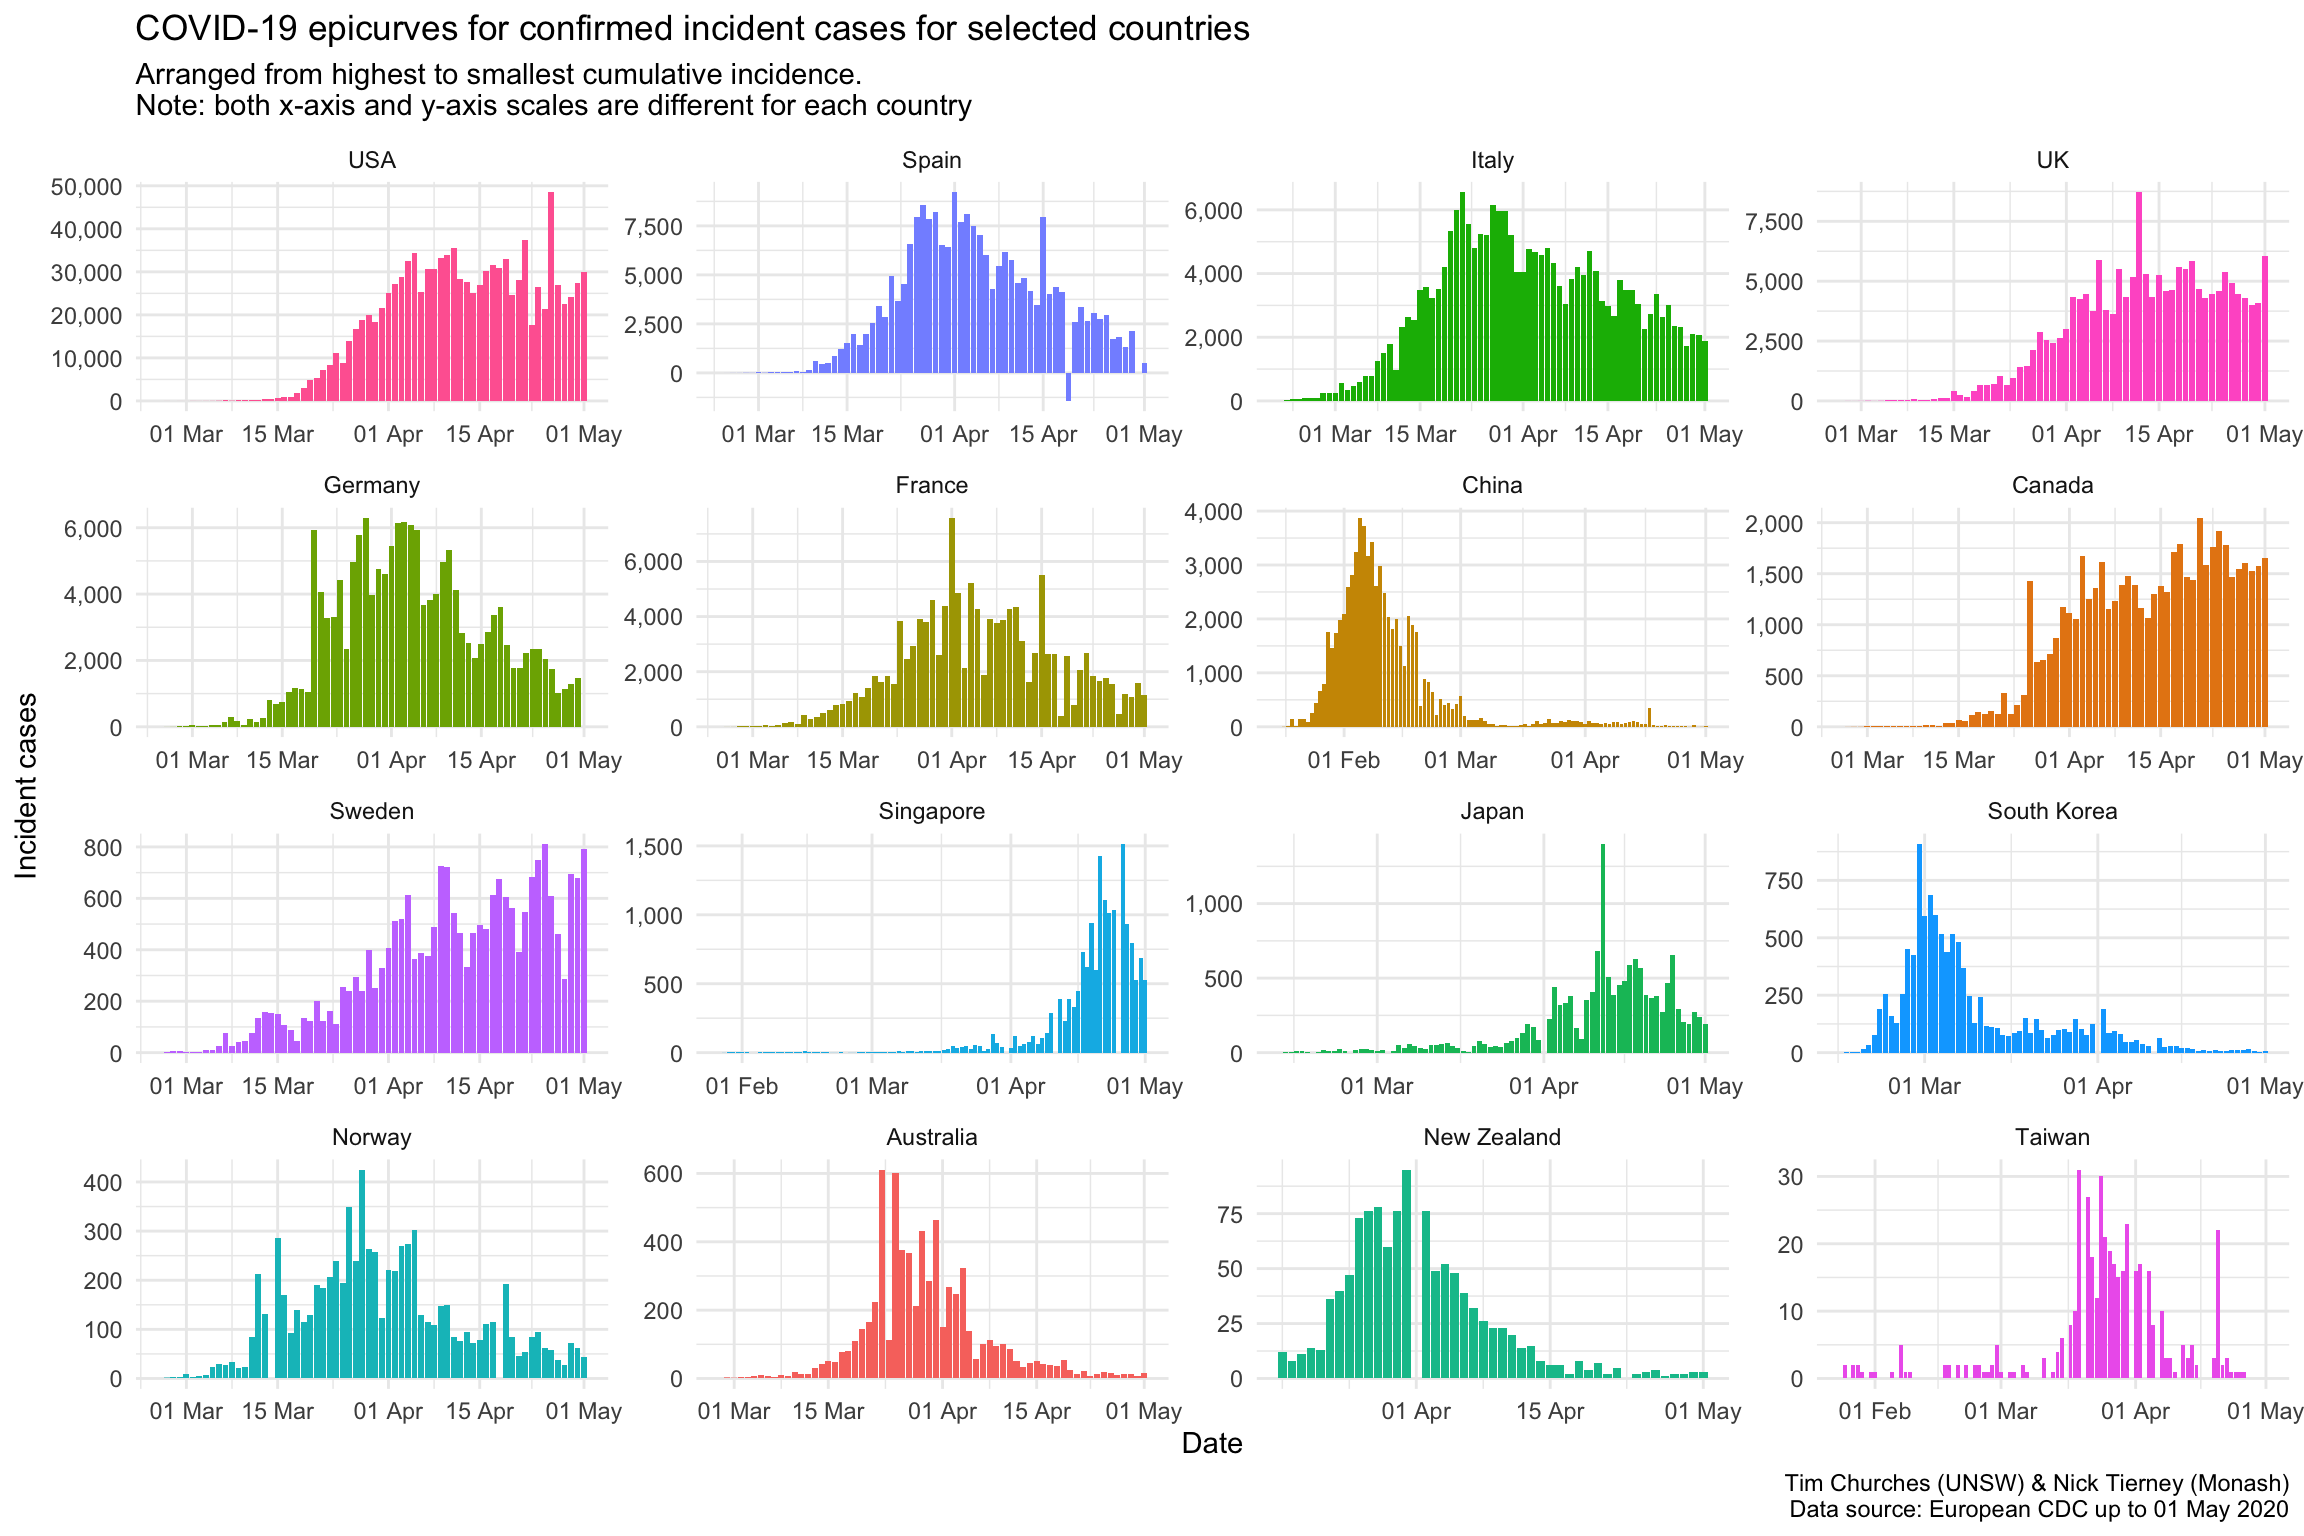 COVID-19 epicurves for confirmed incident cases for selected countries
Arranged from highest to smallest cumulative incidence.
Note: both x-axis and y-axis scales are different for each country
USA
50,000
40,000
30,000
20,000
10,000
0
01 Mar 15 Mar 01 Apr 15 Apr 01 May
Spain
7,500
5,000
2,500
0
01 Mar 15 Mar 01 Apr 15 Apr 01 May
Italy
6,000
4,000
2,000
0
01 Mar 15 Mar 01 Apr 15 Apr 01 May
UK
7,500
5,000
2,500
0
01 Mar 15 Mar 01 Apr 15 Apr 01 May
Germany
6,000
4,000
2,000
0
01 Mar 15 Mar 01 Apr 15 Apr 01 May
France
6,000
4,000
2,000
0
01 Mar 15 Mar 01 Apr 15 Apr 01 May
China
4,000
3,000
2,000
1,000
0
01 Feb 01 Mar 01 Apr 01 May
Canada
2,000
1,500
1,000
500
0
01 Mar 15 Mar 01 Apr 15 Apr 01 May
Sweden
800
600
400
200
0
01 Mar 15 Mar 01 Apr 15 Apr 01 May
Singapore
1,500
1,000
500
0
01 Feb 01 Mar 01 Apr 01 May
Japan
1,000
500
0
01 Mar 01 Apr 01 May
South Korea
750
500
250
0
01 Mar 01 Apr 01 May
Norway
400
300
200
100
0
01 Mar 15 Mar 01 Apr 15 Apr 01 May
Australia
600
400
200
0
01 Mar 15 Mar 01 Apr 15 Apr 01 May
New Zealand
75
50
25
0
01 Apr 15 Apr 01 May
Taiwan
30
20
10
0
01 Feb 01 Mar 01 Apr 01 May
Incident cases
Date
Tim Churches (UNSW) & Nick Tierney (Monash)
Data source: European CDC up to 01 May 2020